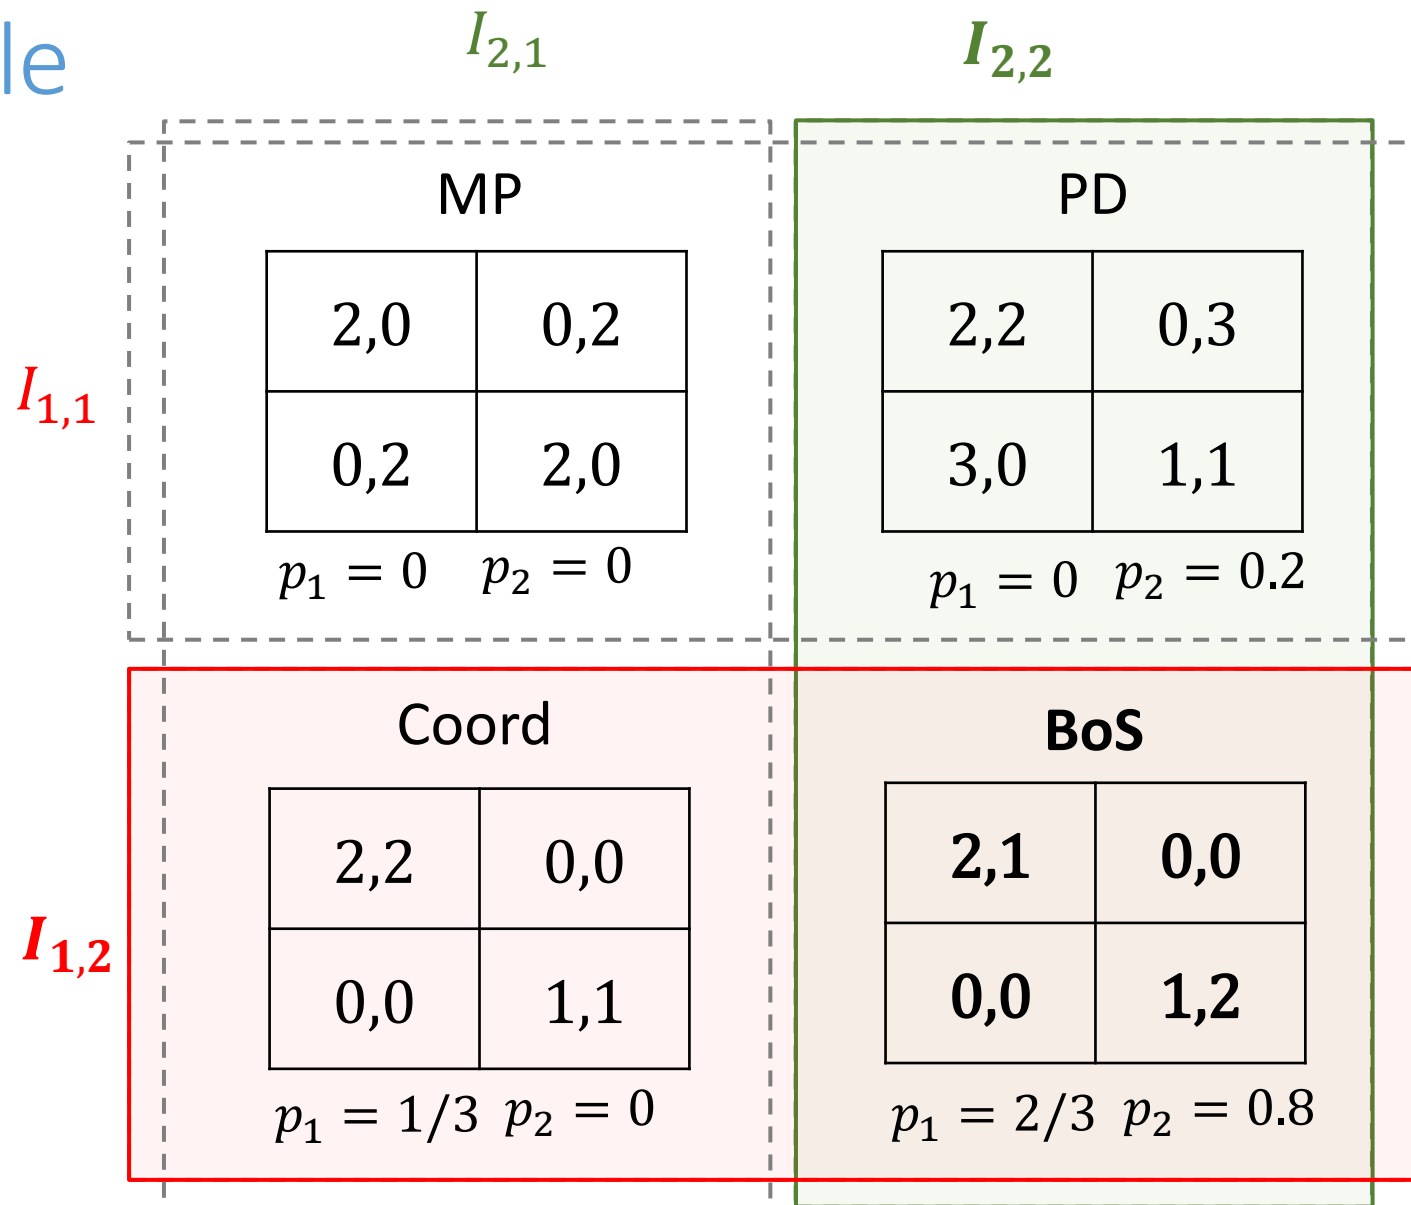 le
I₂,₁ I₂,₂
MP PD
2,0 0,2 2,2 0,3
I₁,₁
0,2 2,0 3,0 1,1
p₁ = 0 p₂ = 0 p₁ = 0 p₂ = 0.2
Coord BoS
2,2 0,0 2,1 0,0
I₁,₂
0,0 1,1 0,0 1,2
p₁ = 1/3 p₂ = 0 p₁ = 2/3 p₂ = 0.8